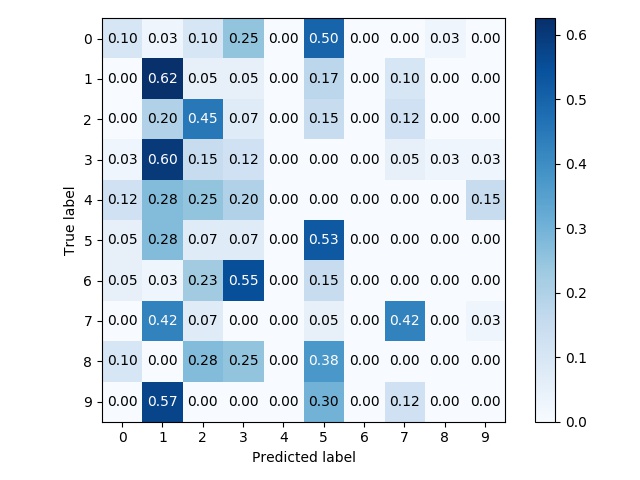 0 0.10 0.03 0.10 0.25 0.00 0.50 0.00 0.00 0.03 0.00
1 0.00 0.62 0.05 0.05 0.00 0.17 0.00 0.10 0.00 0.00
2 0.00 0.20 0.45 0.07 0.00 0.15 0.00 0.12 0.00 0.00
3 0.03 0.60 0.15 0.12 0.00 0.00 0.00 0.05 0.03 0.03
4 0.12 0.28 0.25 0.20 0.00 0.00 0.00 0.00 0.00 0.15
5 0.05 0.28 0.07 0.07 0.00 0.53 0.00 0.00 0.00 0.00
6 0.05 0.03 0.23 0.55 0.00 0.15 0.00 0.00 0.00 0.00
7 0.00 0.42 0.07 0.00 0.00 0.05 0.00 0.42 0.00 0.03
8 0.10 0.00 0.28 0.25 0.00 0.38 0.00 0.00 0.00 0.00
9 0.00 0.57 0.00 0.00 0.00 0.30 0.00 0.12 0.00 0.00
0 1 2 3 4 5 6 7 8 9
Predicted label
True label
0.6
0.5
0.4
0.3
0.2
0.1
0.0